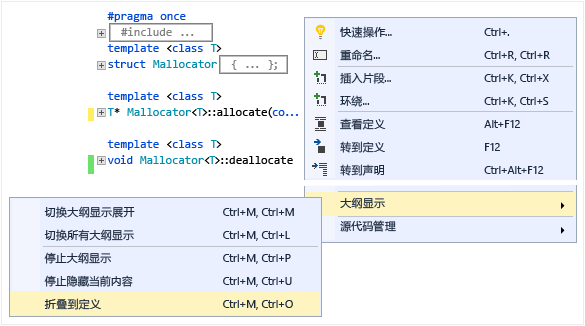 #pragma once
#include ...
template <class T>
struct Mallocator { ... };
template <class T>
T* Mallocator<T>::allocate(co...
template <class T>
void Mallocator<T>::deallocate
快速操作... Ctrl+.
重命名... Ctrl+R, Ctrl+R
插入片段... Ctrl+K, Ctrl+X
环绕... Ctrl+K, Ctrl+S
查看定义 Alt+F12
转到定义 F12
转到声明 Ctrl+Alt+F12
大纲显示
源代码管理
切换大纲显示展开 Ctrl+M, Ctrl+M
切换所有大纲显示 Ctrl+M, Ctrl+L
停止大纲显示 Ctrl+M, Ctrl+P
停止隐藏当前内容 Ctrl+M, Ctrl+U
折叠到定义 Ctrl+M, Ctrl+O